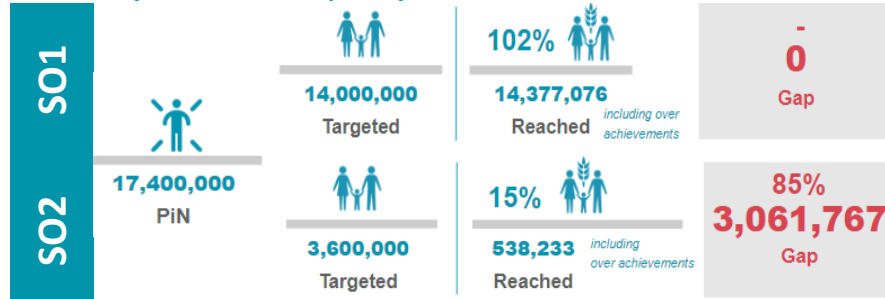 SO1
102%
14,000,000
Targeted
14,377,076
Reached
including over
achievements
-
0
Gap
17,400,000
PiN
SO2
15%
3,600,000
Targeted
538,233
Reached
including
over achievements
85%
3,061,767
Gap